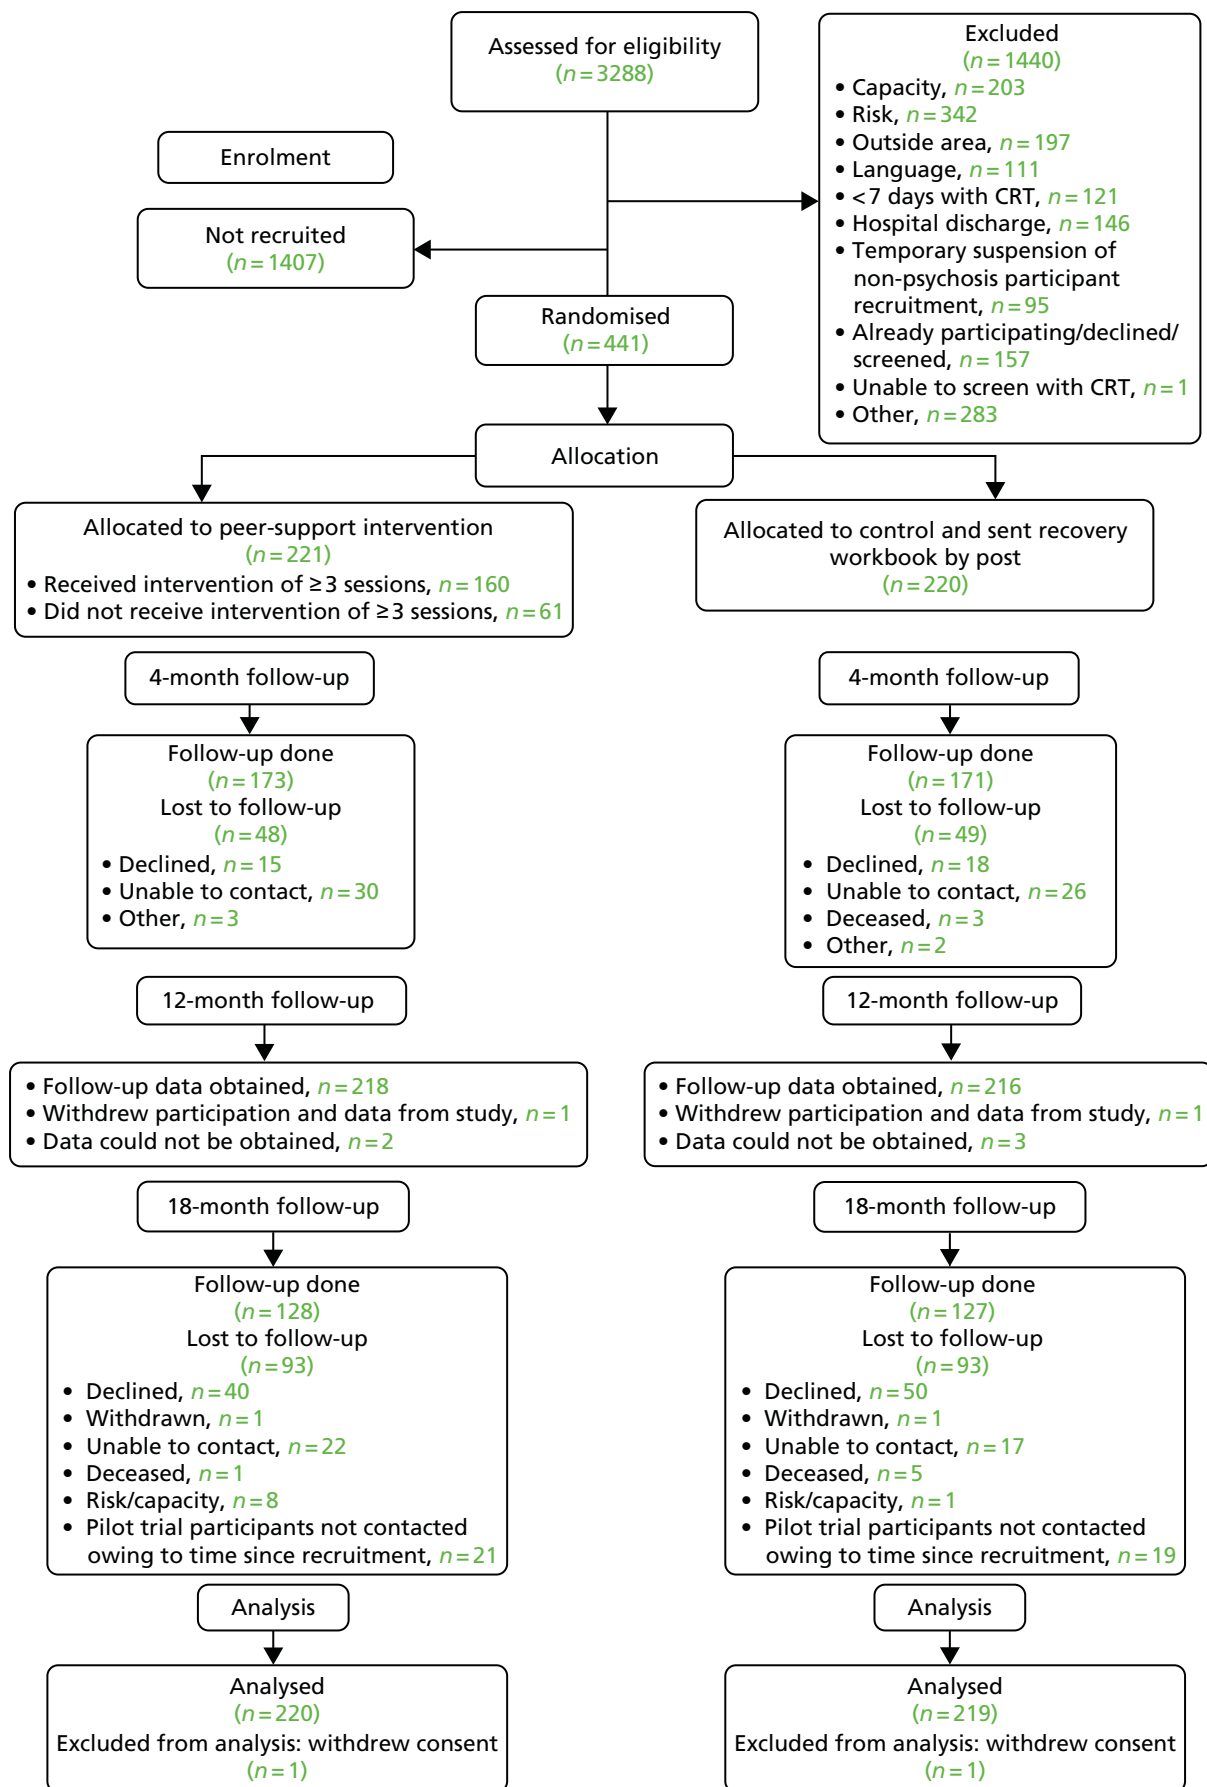 Assessed for eligibility
(n=3288)
Excluded
(n=1440)
• Capacity, n=203
• Risk, n=342
• Outside area, n=197
• Language, n=111
• <7 days with CRT, n=121
• Hospital discharge, n=146
• Temporary suspension of
non-psychosis participant
recruitment, n=95
• Already participating/declined/
screened, n=157
• Unable to screen with CRT, n=1
• Other, n=283
Enrolment
Not recruited
(n=1407)
Randomised
(n=441)
Allocation
Allocated to peer-support intervention
(n=221)
• Received intervention of ≥3 sessions, n=160
• Did not receive intervention of ≥3 sessions, n=61
Allocated to control and sent recovery
workbook by post
(n=220)
4-month follow-up
Follow-up done
(n=173)
Lost to follow-up
(n=48)
• Declined, n=15
• Unable to contact, n=30
• Other, n=3
4-month follow-up
Follow-up done
(n=171)
Lost to follow-up
(n=49)
• Declined, n=18
• Unable to contact, n=26
• Deceased, n=3
• Other, n=2
12-month follow-up
• Follow-up data obtained, n=218
• Withdrew participation and data from study, n=1
• Data could not be obtained, n=2
12-month follow-up
• Follow-up data obtained, n=216
• Withdrew participation and data from study, n=1
• Data could not be obtained, n=3
18-month follow-up
Follow-up done
(n=128)
Lost to follow-up
(n=93)
• Declined, n=40
• Withdrawn, n=1
• Unable to contact, n=22
• Deceased, n=1
• Risk/capacity, n=8
• Pilot trial participants not contacted
owing to time since recruitment, n=21
18-month follow-up
Follow-up done
(n=127)
Lost to follow-up
(n=93)
• Declined, n=50
• Withdrawn, n=1
• Unable to contact, n=17
• Deceased, n=5
• Risk/capacity, n=1
• Pilot trial participants not contacted
owing to time since recruitment, n=19
Analysis
Analysed
(n=220)
Excluded from analysis: withdrew consent
(n=1)
Analysis
Analysed
(n=219)
Excluded from analysis: withdrew consent
(n=1)